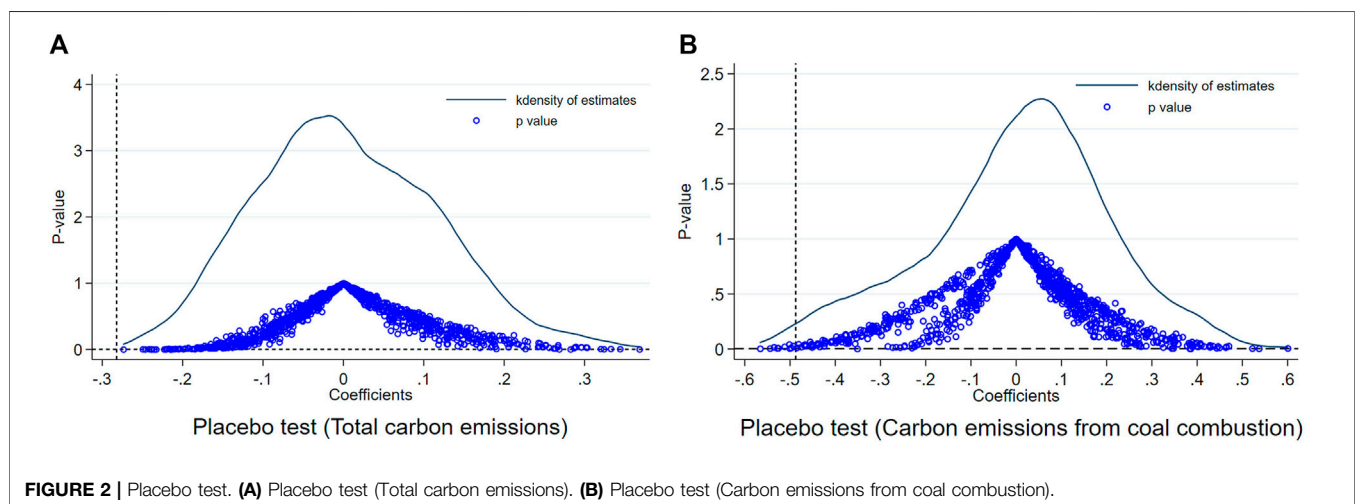 A
4
3
2
1
0
P-value
kdensity of estimates
p value
-.3
-.2
-.1
0
.1
.2
.3
Coefficients
Placebo test (Total carbon emissions)
B
2.5
2
1.5
1
.5
0
P-value
kdensity of estimates
p value
-.6
-.5
-.4
-.3
-.2
-.1
0
.1
.2
.3
.4
.5
.6
Coefficients
Placebo test (Carbon emissions from coal combustion)
FIGURE 2 | Placebo test. (A) Placebo test (Total carbon emissions). (B) Placebo test (Carbon emissions from coal combustion).